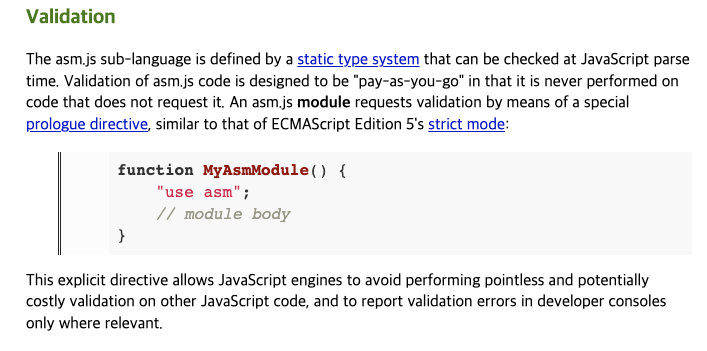 Validation
The asm.js sub-language is defined by a static type system that can be checked at JavaScript parse
time. Validation of asm.js code is designed to be "pay-as-you-go" in that it is never performed on
code that does not request it. An asm.js module requests validation by means of a special
prologue directive, similar to that of ECMAScript Edition 5's strict mode:
function MyAsmModule() {
    "use asm";
    // module body
}
This explicit directive allows JavaScript engines to avoid performing pointless and potentially
costly validation on other JavaScript code, and to report validation errors in developer consoles
only where relevant.